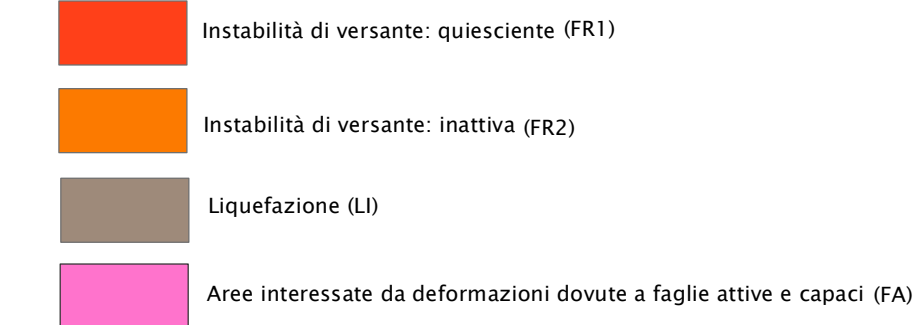 Instabilità di versante: quiesciente (FR1)
Instabilità di versante: inattiva (FR2)
Liquefazione (LI)
Aree interessate da deformazioni dovute a faglie attive e capaci (FA)